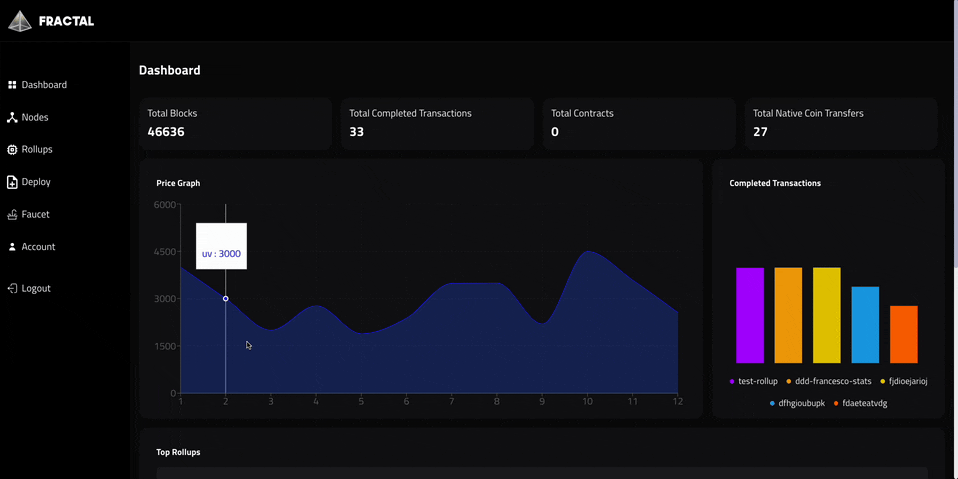 FRACTAL
Dashboard
Nodes
Rollups
Deploy
Faucet
Account
Logout
Dashboard
Total Blocks
46636
Total Completed Transactions
33
Total Contracts
0
Total Native Coin Transfers
27
Price Graph
6000
4500
3000
1500
0
uv : 3000
1 2 3 4 5 6 7 8 9 10 11 12
Completed Transactions
test-rollup ddd-francesco-stats fjdioejarioj
dfhgioubupk fdaeteatvdg
Top Rollups